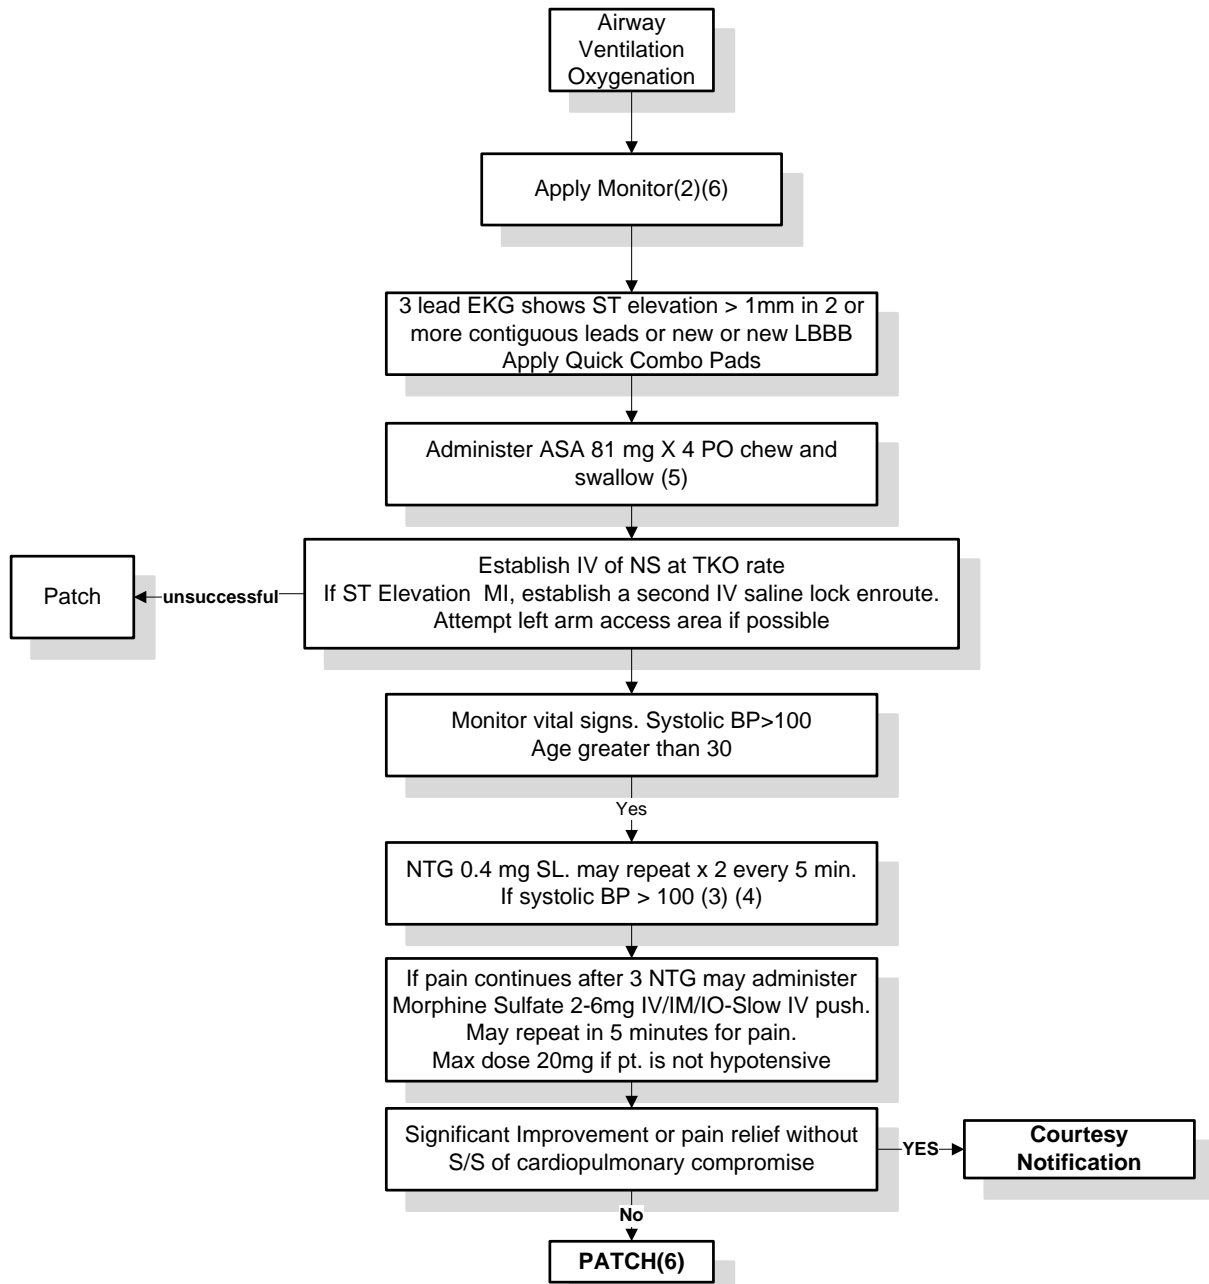 Airway
Ventilation
Oxygenation
Apply Monitor(2)(6)
3 lead EKG shows ST elevation > 1mm in 2 or
more contiguous leads or new or new LBBB
Apply Quick Combo Pads
Administer ASA 81 mg X 4 PO chew and
swallow (5)
Establish IV of NS at TKO rate
If ST Elevation  MI, establish a second IV saline lock enroute.
Attempt left arm access area if possible
unsuccessful
Patch
Monitor vital signs. Systolic BP>100
Age greater than 30
Yes
NTG 0.4 mg SL. may repeat x 2 every 5 min.
If systolic BP > 100 (3) (4)
If pain continues after 3 NTG may administer
Morphine Sulfate 2-6mg IV/IM/IO-Slow IV push.
May repeat in 5 minutes for pain.
Max dose 20mg if pt. is not hypotensive
Significant Improvement or pain relief without
S/S of cardiopulmonary compromise
YES
Courtesy
Notification
No
PATCH(6)